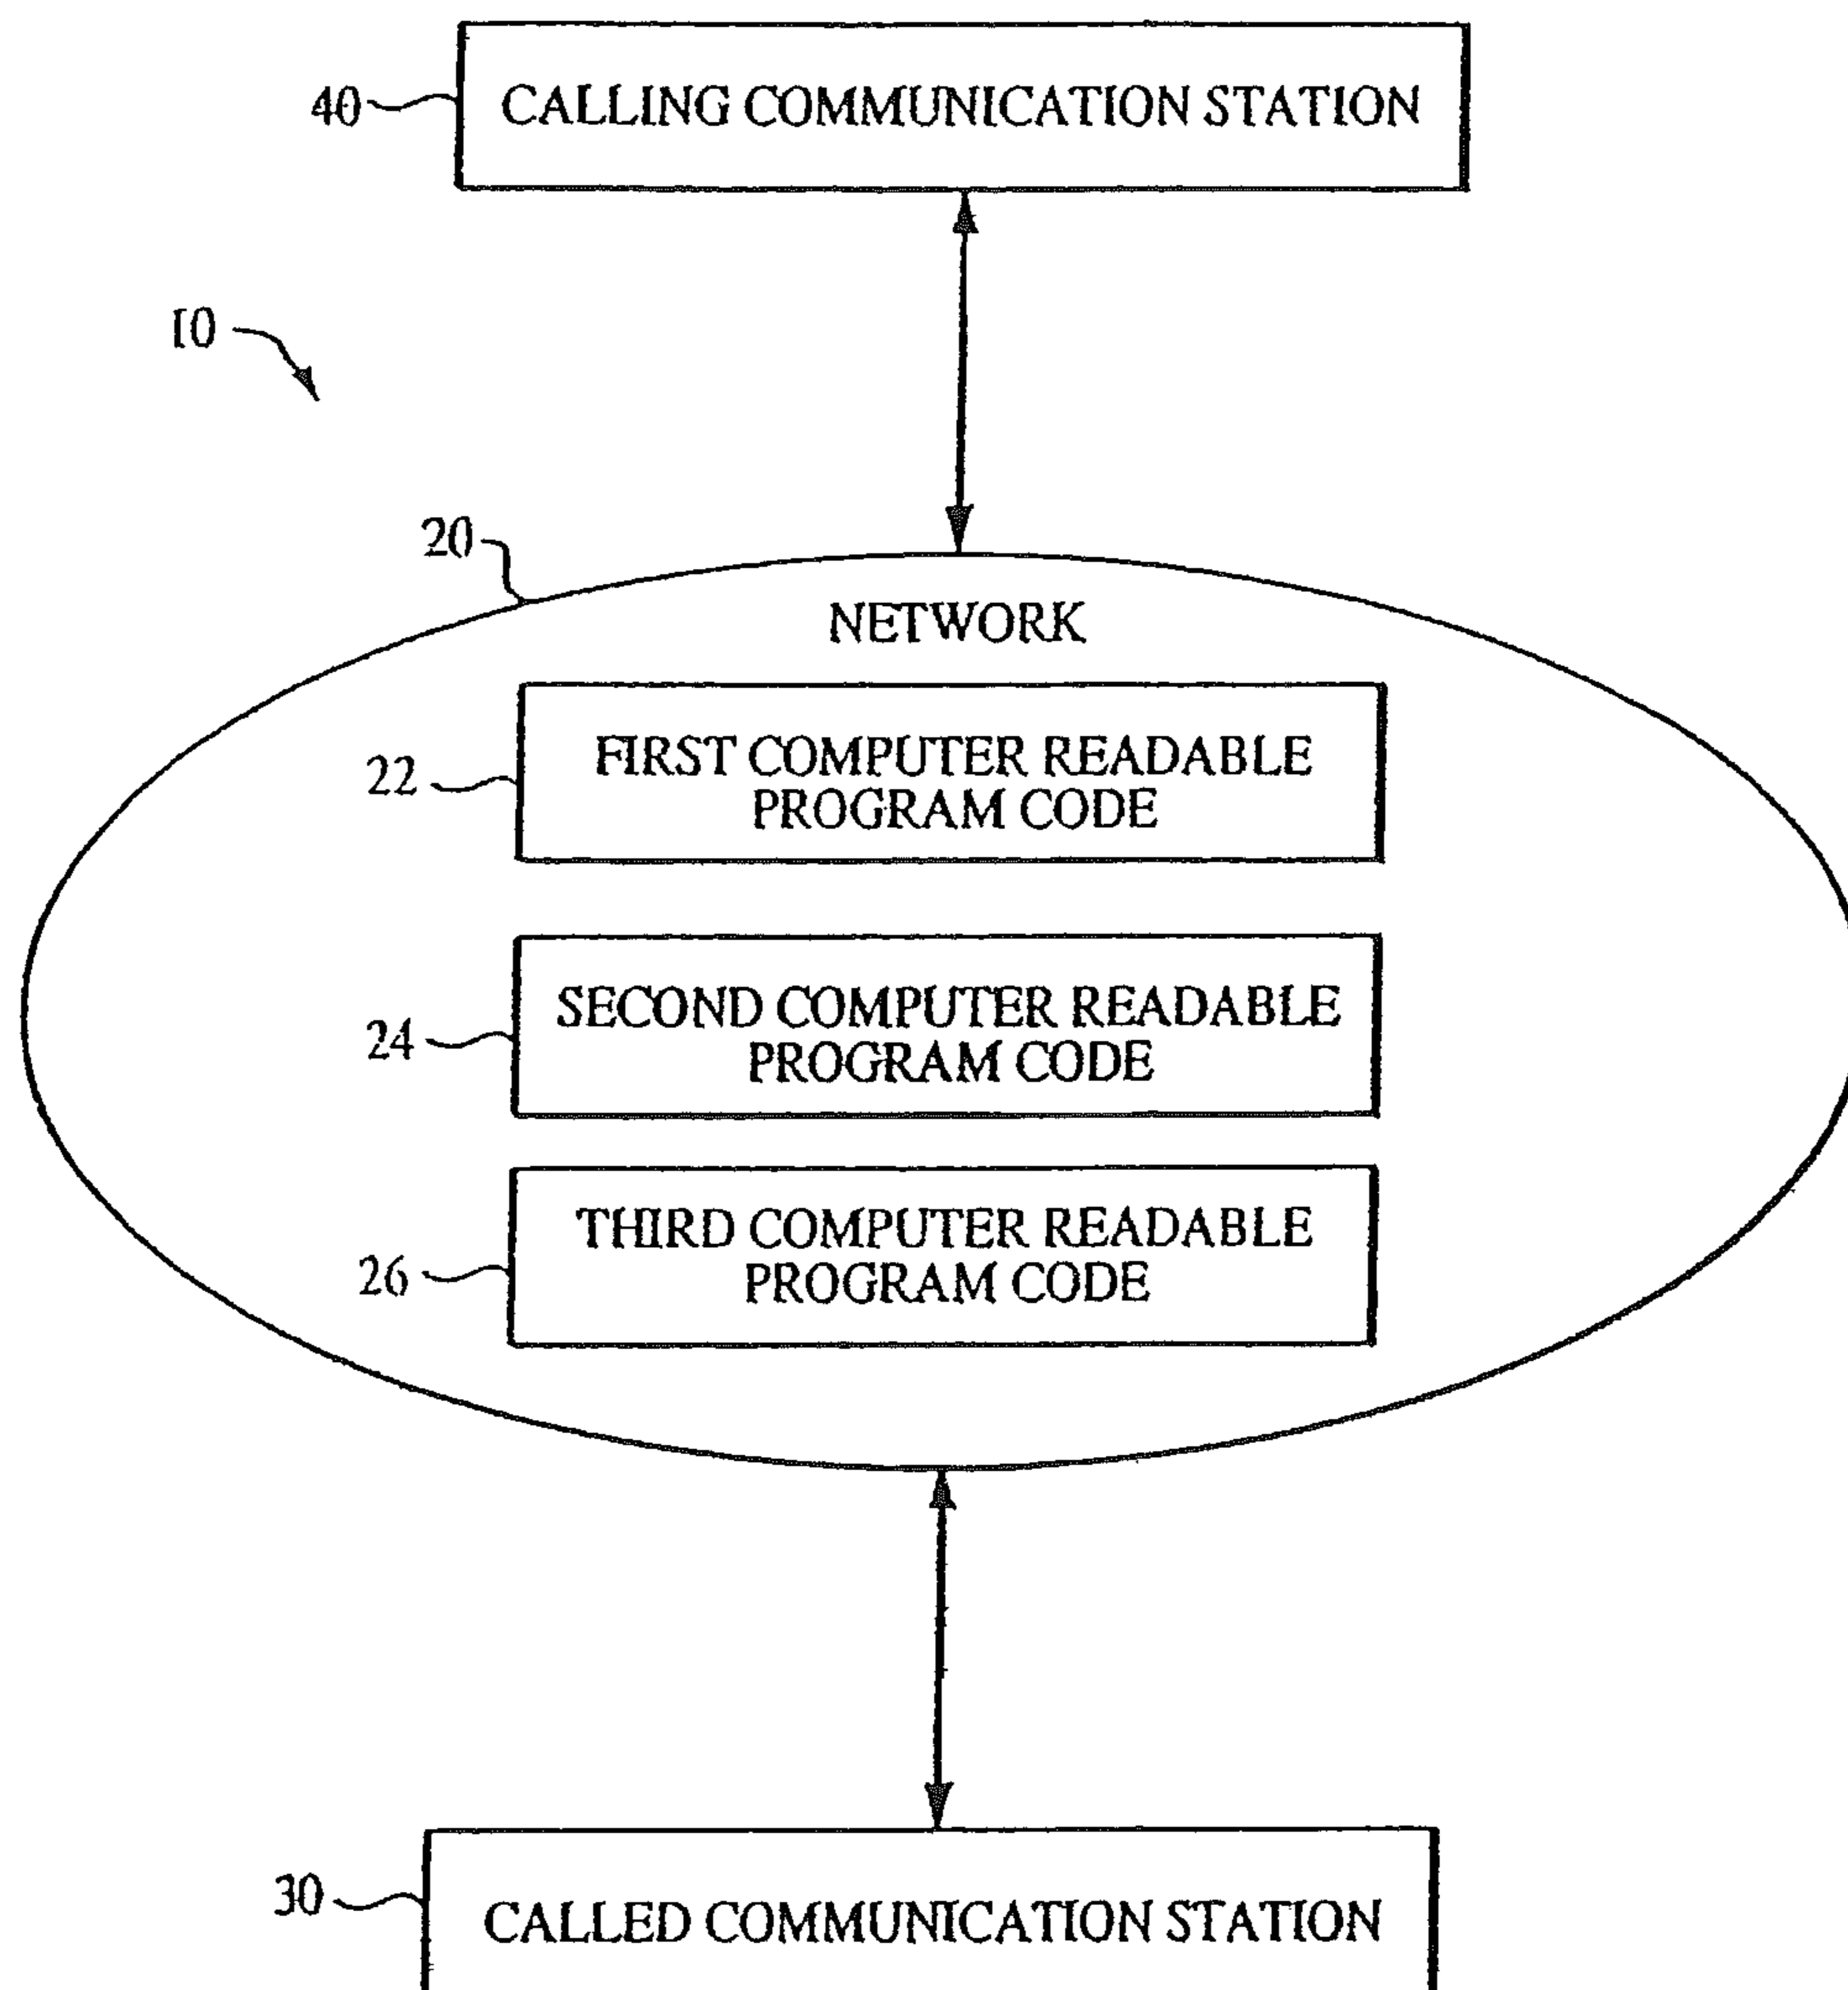 40 CALLING COMMUNICATION STATION
10
20
NETWORK
22 FIRST COMPUTER READABLE
PROGRAM CODE
24 SECOND COMPUTER READABLE
PROGRAM CODE
26 THIRD COMPUTER READABLE
PROGRAM CODE
30 CALLED COMMUNICATION STATION